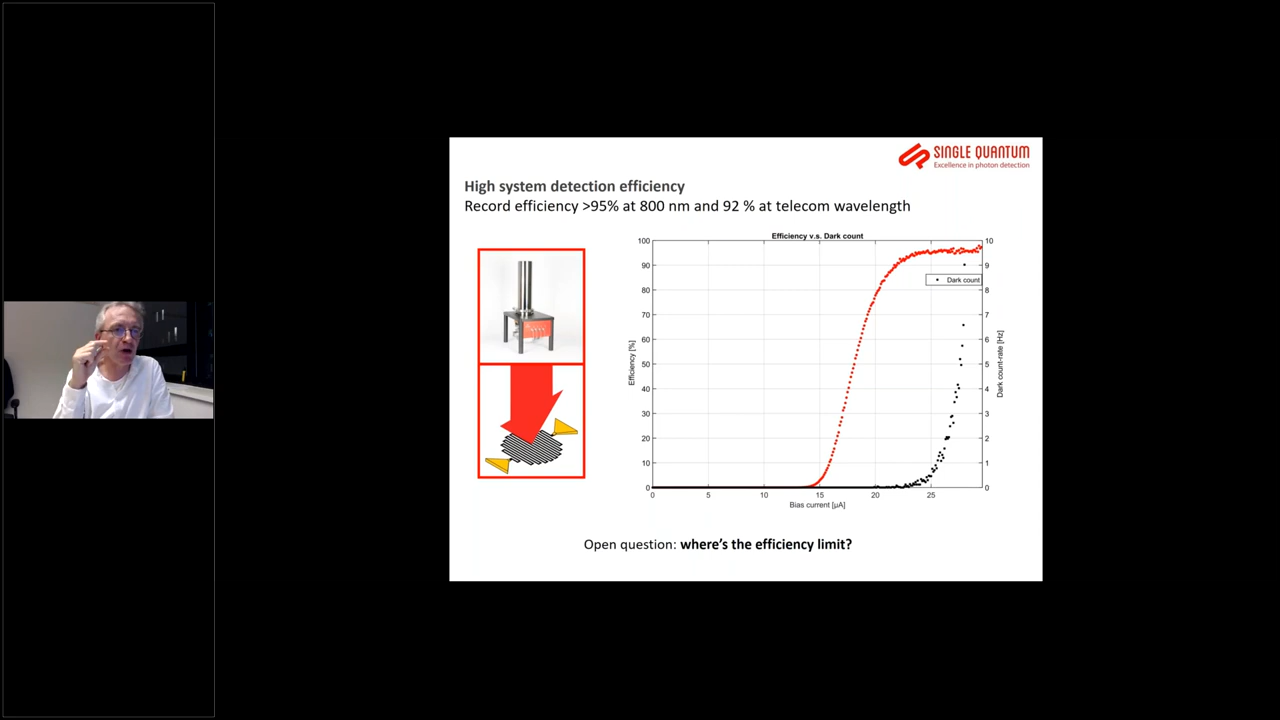 SINGLE QUANTUM
Excellence in photon detection
High system detection efficiency
Record efficiency >95% at 800 nm and 92 % at telecom wavelength
Efficiency v.s. Dark count
100
90
80
70
60
50
40
30
20
10
0
Efficiency [%]
10
9
8
7
6
5
4
3
2
1
0
Dark count-rate [Hz]
Dark count
0 5 10 15 20 25
Bias current [µA]
Open question: where's the efficiency limit?